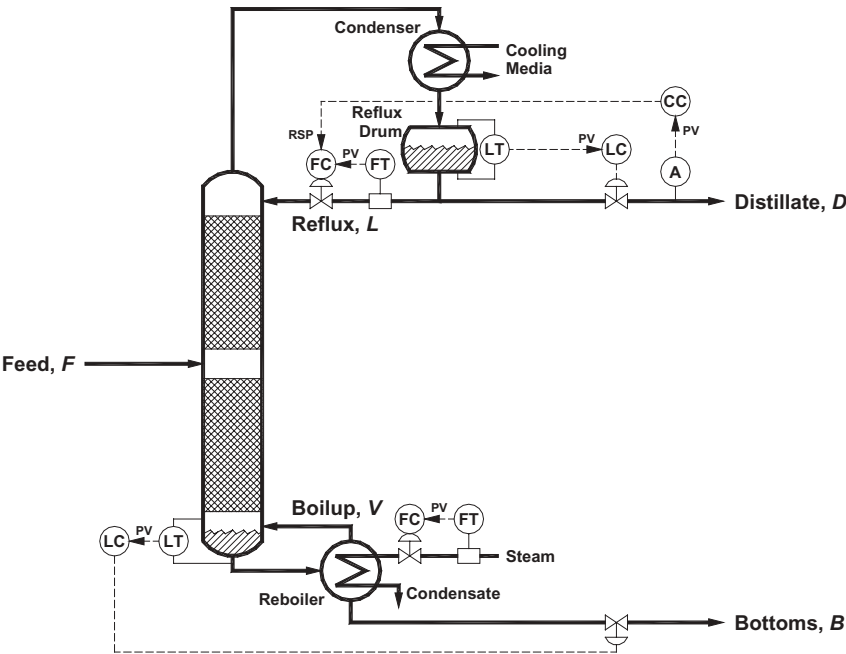 Condenser
Cooling
Media
CC
Reflux
Drum
RSP
PV
PV
PV
FC
FT
LT
LC
A
Distillate, D
Reflux, L
Feed, F
Boilup, V
PV
FC
FT
PV
LC
LT
Steam
Reboiler
Condensate
Bottoms, B